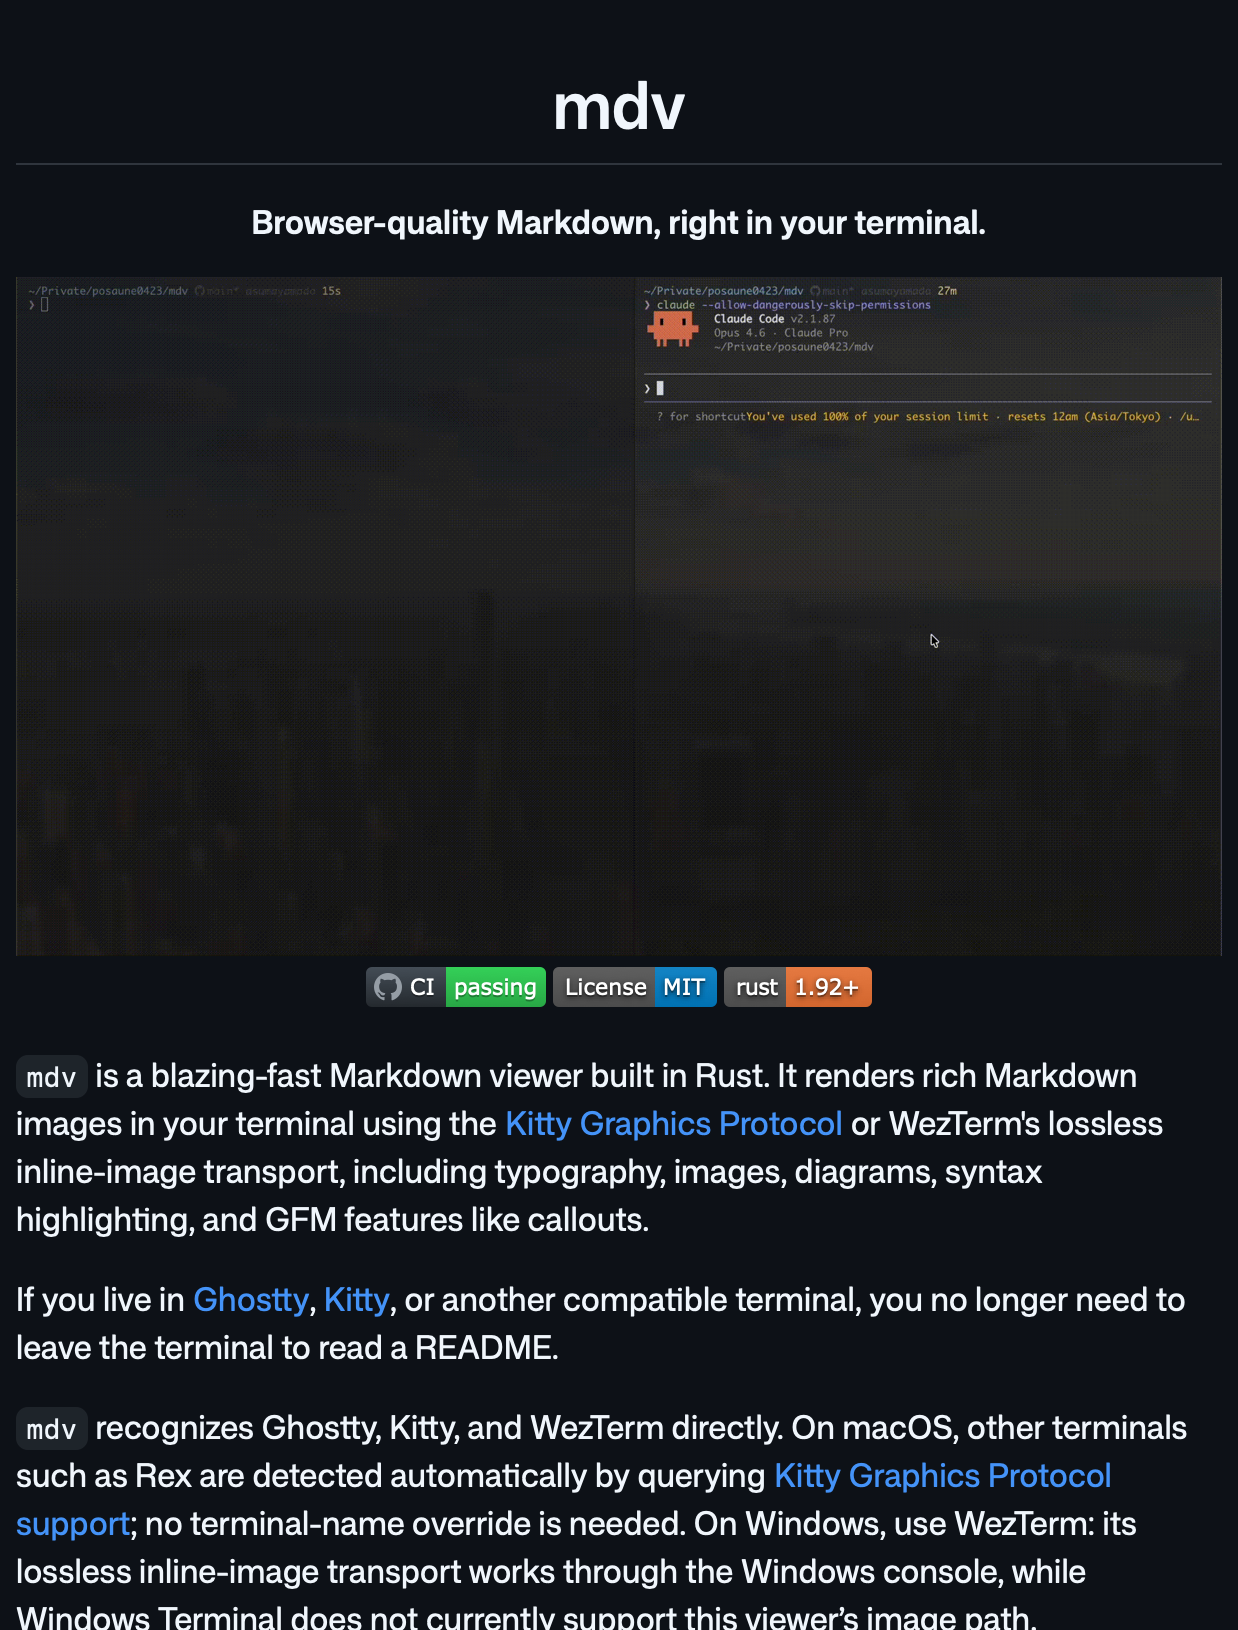 mdv
Browser-quality Markdown, right in your terminal.
~/Private/posaune0423/mdv main* asumayamada 15s
❯
~/Private/posaune0423/mdv main* asumayamada 27m
❯ claude --allow-dangerously-skip-permissions
Claude Code v2.1.87
Opus 4.6 · Claude Pro
~/Private/posaune0423/mdv
❯
? for shortcutYou've used 100% of your session limit · resets 12am (Asia/Tokyo) · /u…
CI passing License MIT rust 1.92+
mdv is a blazing-fast Markdown viewer built in Rust. It renders rich Markdown
images in your terminal using the Kitty Graphics Protocol or WezTerm's lossless
inline-image transport, including typography, images, diagrams, syntax
highlighting, and GFM features like callouts.
If you live in Ghostty, Kitty, or another compatible terminal, you no longer need to
leave the terminal to read a README.
mdv recognizes Ghostty, Kitty, and WezTerm directly. On macOS, other terminals
such as Rex are detected automatically by querying Kitty Graphics Protocol
support; no terminal-name override is needed. On Windows, use WezTerm: its
lossless inline-image transport works through the Windows console, while
Windows Terminal does not currently support this viewer’s image path.